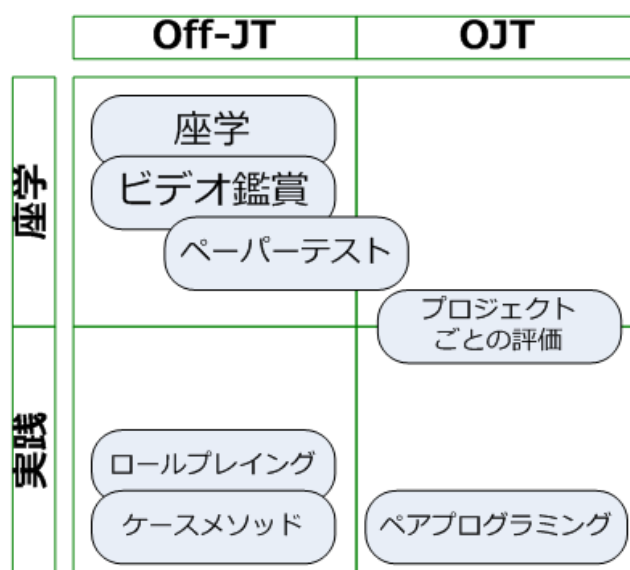 Off-JT
OJT
座学
座学
ビデオ鑑賞
ペーパーテスト
プロジェクト
ごとの評価
実践
ロールプレイング
ケースメソッド
ペアプログラミング